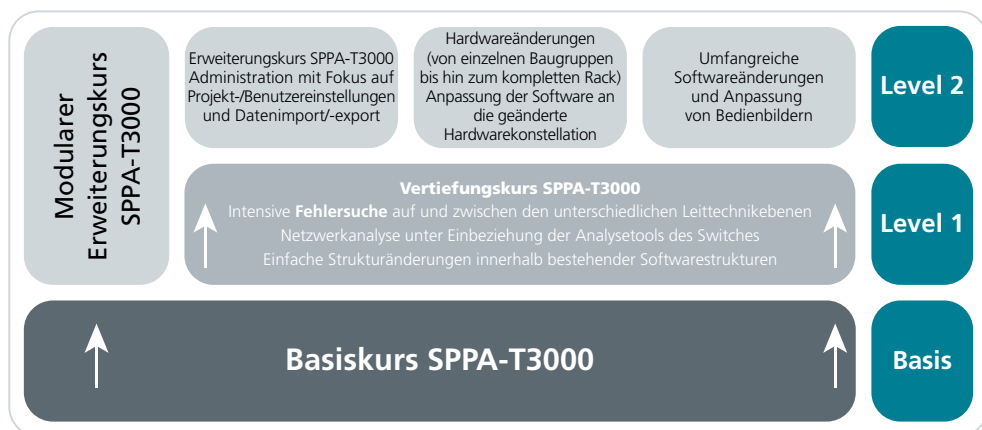 Modularer
Erweiterungskurs
SPPA-T3000
Erweiterungskurs SPPA-T3000
Administration mit Fokus auf
Projekt-/Benutzereinstellungen
und Datenimport/-export
Hardwareänderungen
(von einzelnen Baugruppen
bis hin zum kompletten Rack)
Anpassung der Software an
die geänderte
Hardwarekonstellation
Umfangreiche
Softwareänderungen
und Anpassung
von Bedienbildern
Level 2
Vertiefungskurs SPPA-T3000
Intensive Fehlersuche auf und zwischen den unterschiedlichen Leittechnikebenen
Netzwerkanalyse unter Einbeziehung der Analysetools des Switches
Einfache Strukturänderungen innerhalb bestehender Softwarestrukturen
Level 1
Basiskurs SPPA-T3000
Basis